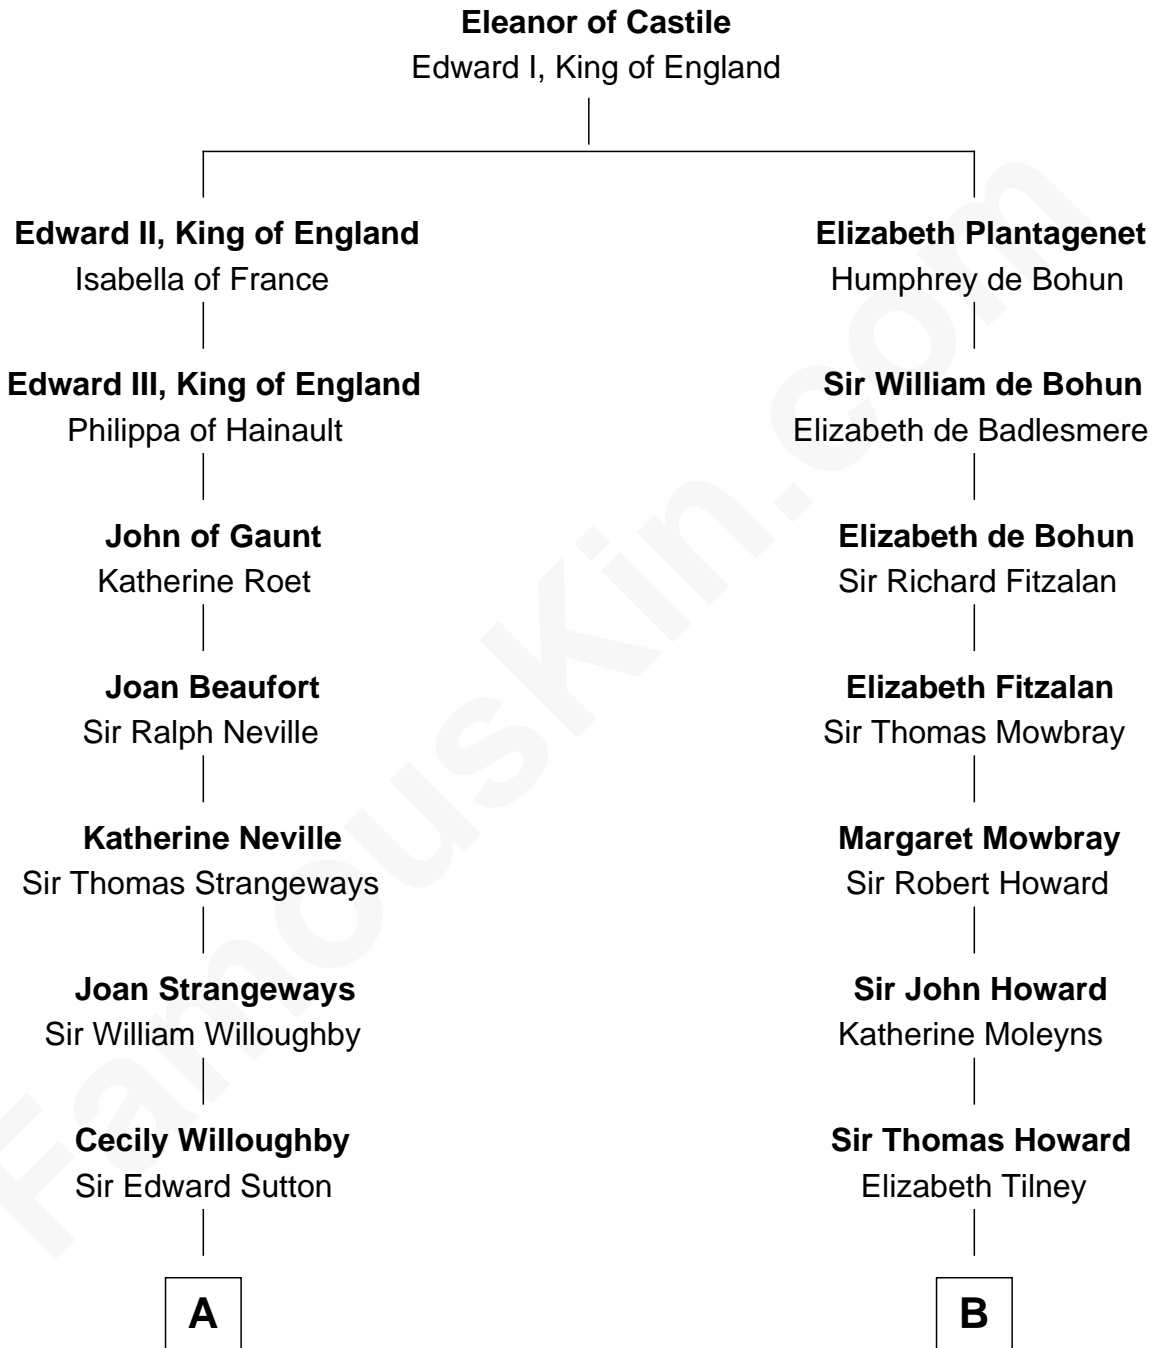 Eleanor of Castile
Edward I, King of England
Edward II, King of England
Isabella of France
Elizabeth Plantagenet
Humphrey de Bohun
Edward III, King of England
Philippa of Hainault
Sir William de Bohun
Elizabeth de Badlesmere
John of Gaunt
Katherine Roet
Elizabeth de Bohun
Sir Richard Fitzalan
Joan Beaufort
Sir Ralph Neville
Elizabeth Fitzalan
Sir Thomas Mowbray
Katherine Neville
Sir Thomas Strangeways
Margaret Mowbray
Sir Robert Howard
Joan Strangeways
Sir William Willoughby
Sir John Howard
Katherine Moleyns
Cecily Willoughby
Sir Edward Sutton
Sir Thomas Howard
Elizabeth Tilney
A
B
FamousKin.com